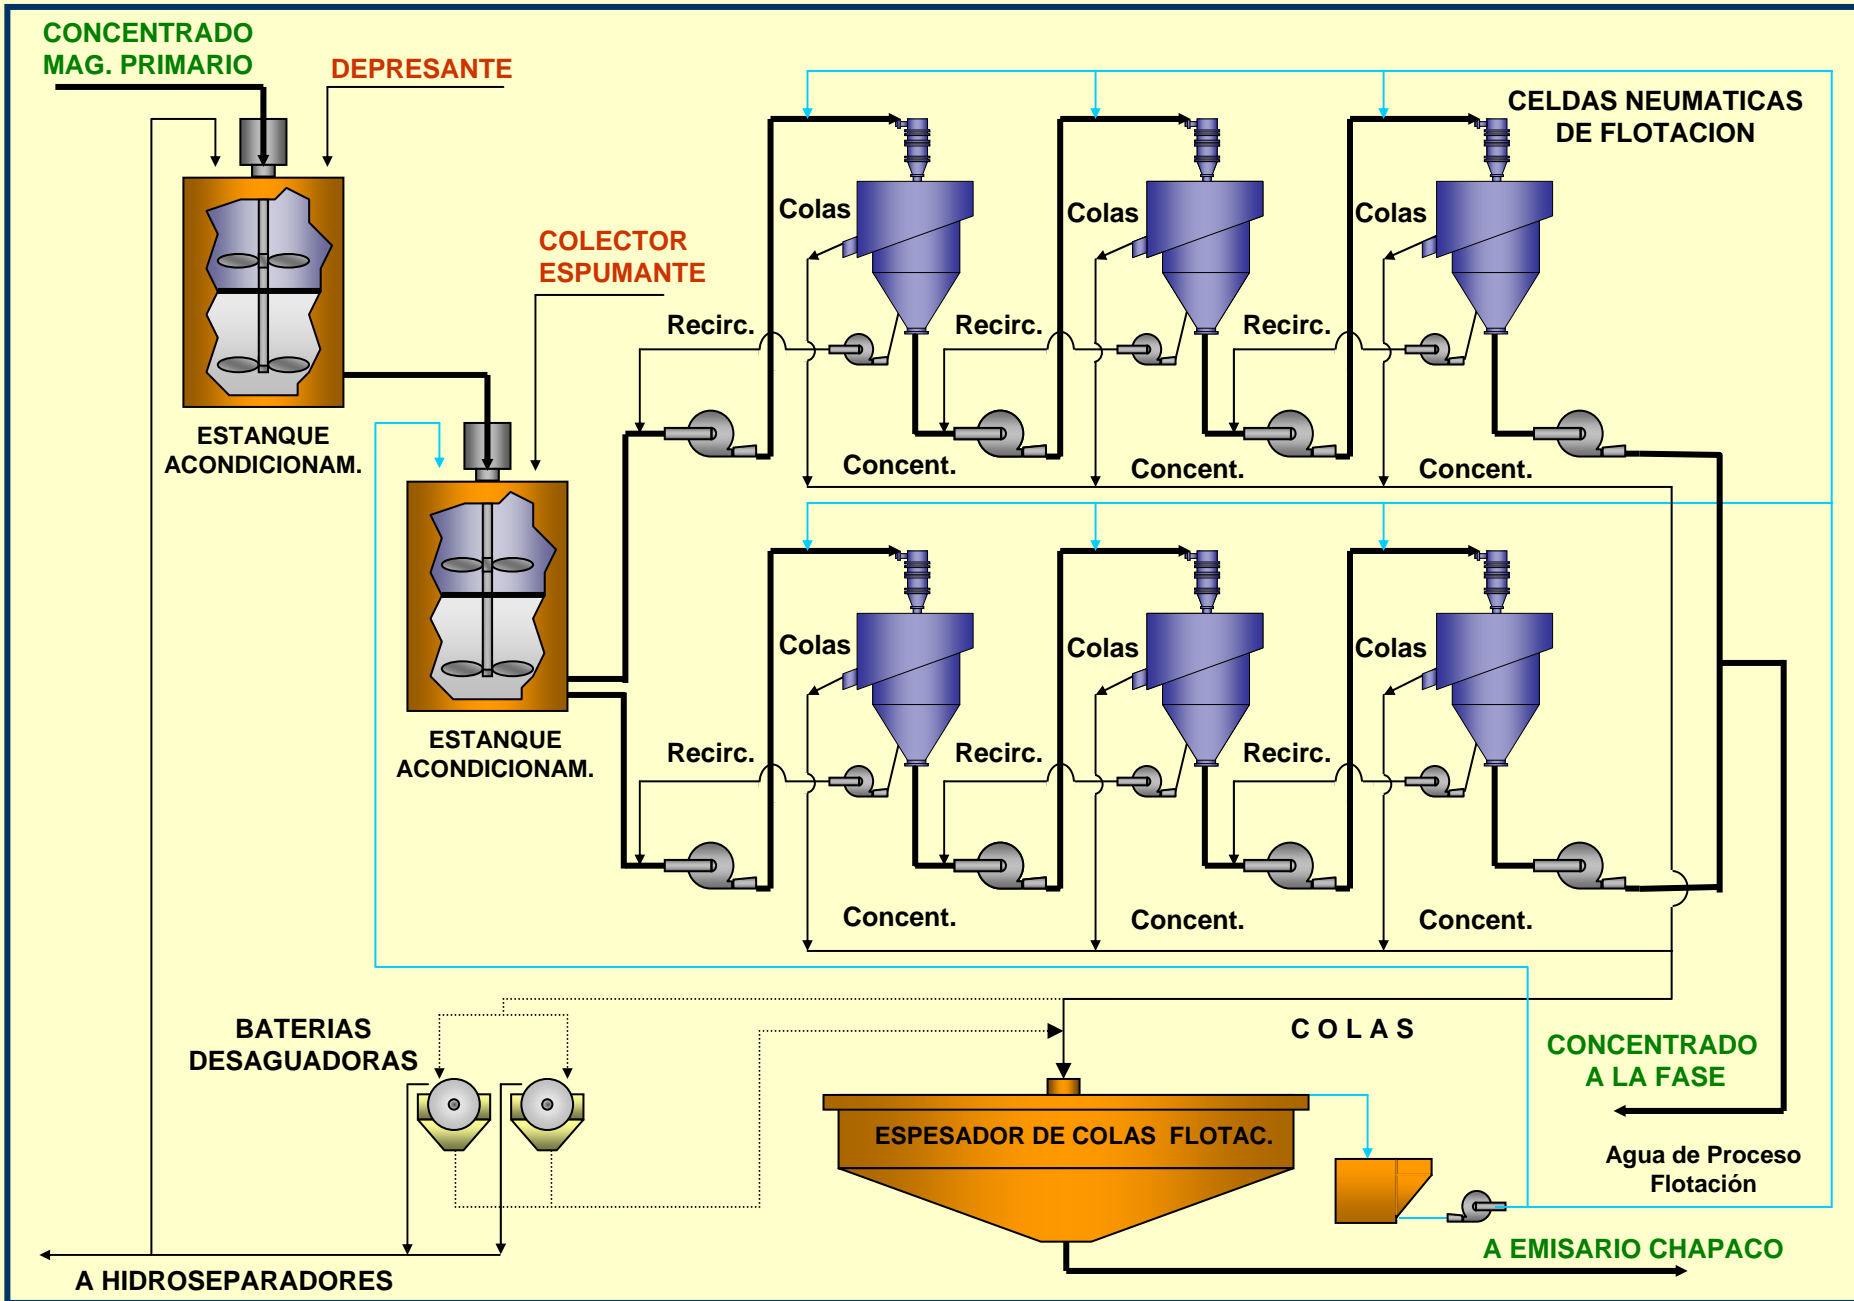 CONCENTRADO
MAG. PRIMARIO
DEPRESANTE
CELDAS NEUMATICAS
DE FLOTACION
Colas
Colas
Colas
COLECTOR
ESPUMANTE
Recirc.
Recirc.
Recirc.
ESTANQUE
ACONDICIONAM.
Concent.
Concent.
Concent.
Colas
Colas
Colas
ESTANQUE
ACONDICIONAM.
Recirc.
Recirc.
Recirc.
Concent.
Concent.
Concent.
BATERIAS
DESAGUADORAS
C O L A S
CONCENTRADO
A LA FASE
ESPESADOR DE COLAS FLOTAC.
Agua de Proceso
Flotación
A EMISARIO CHAPACO
A HIDROSEPARADORES